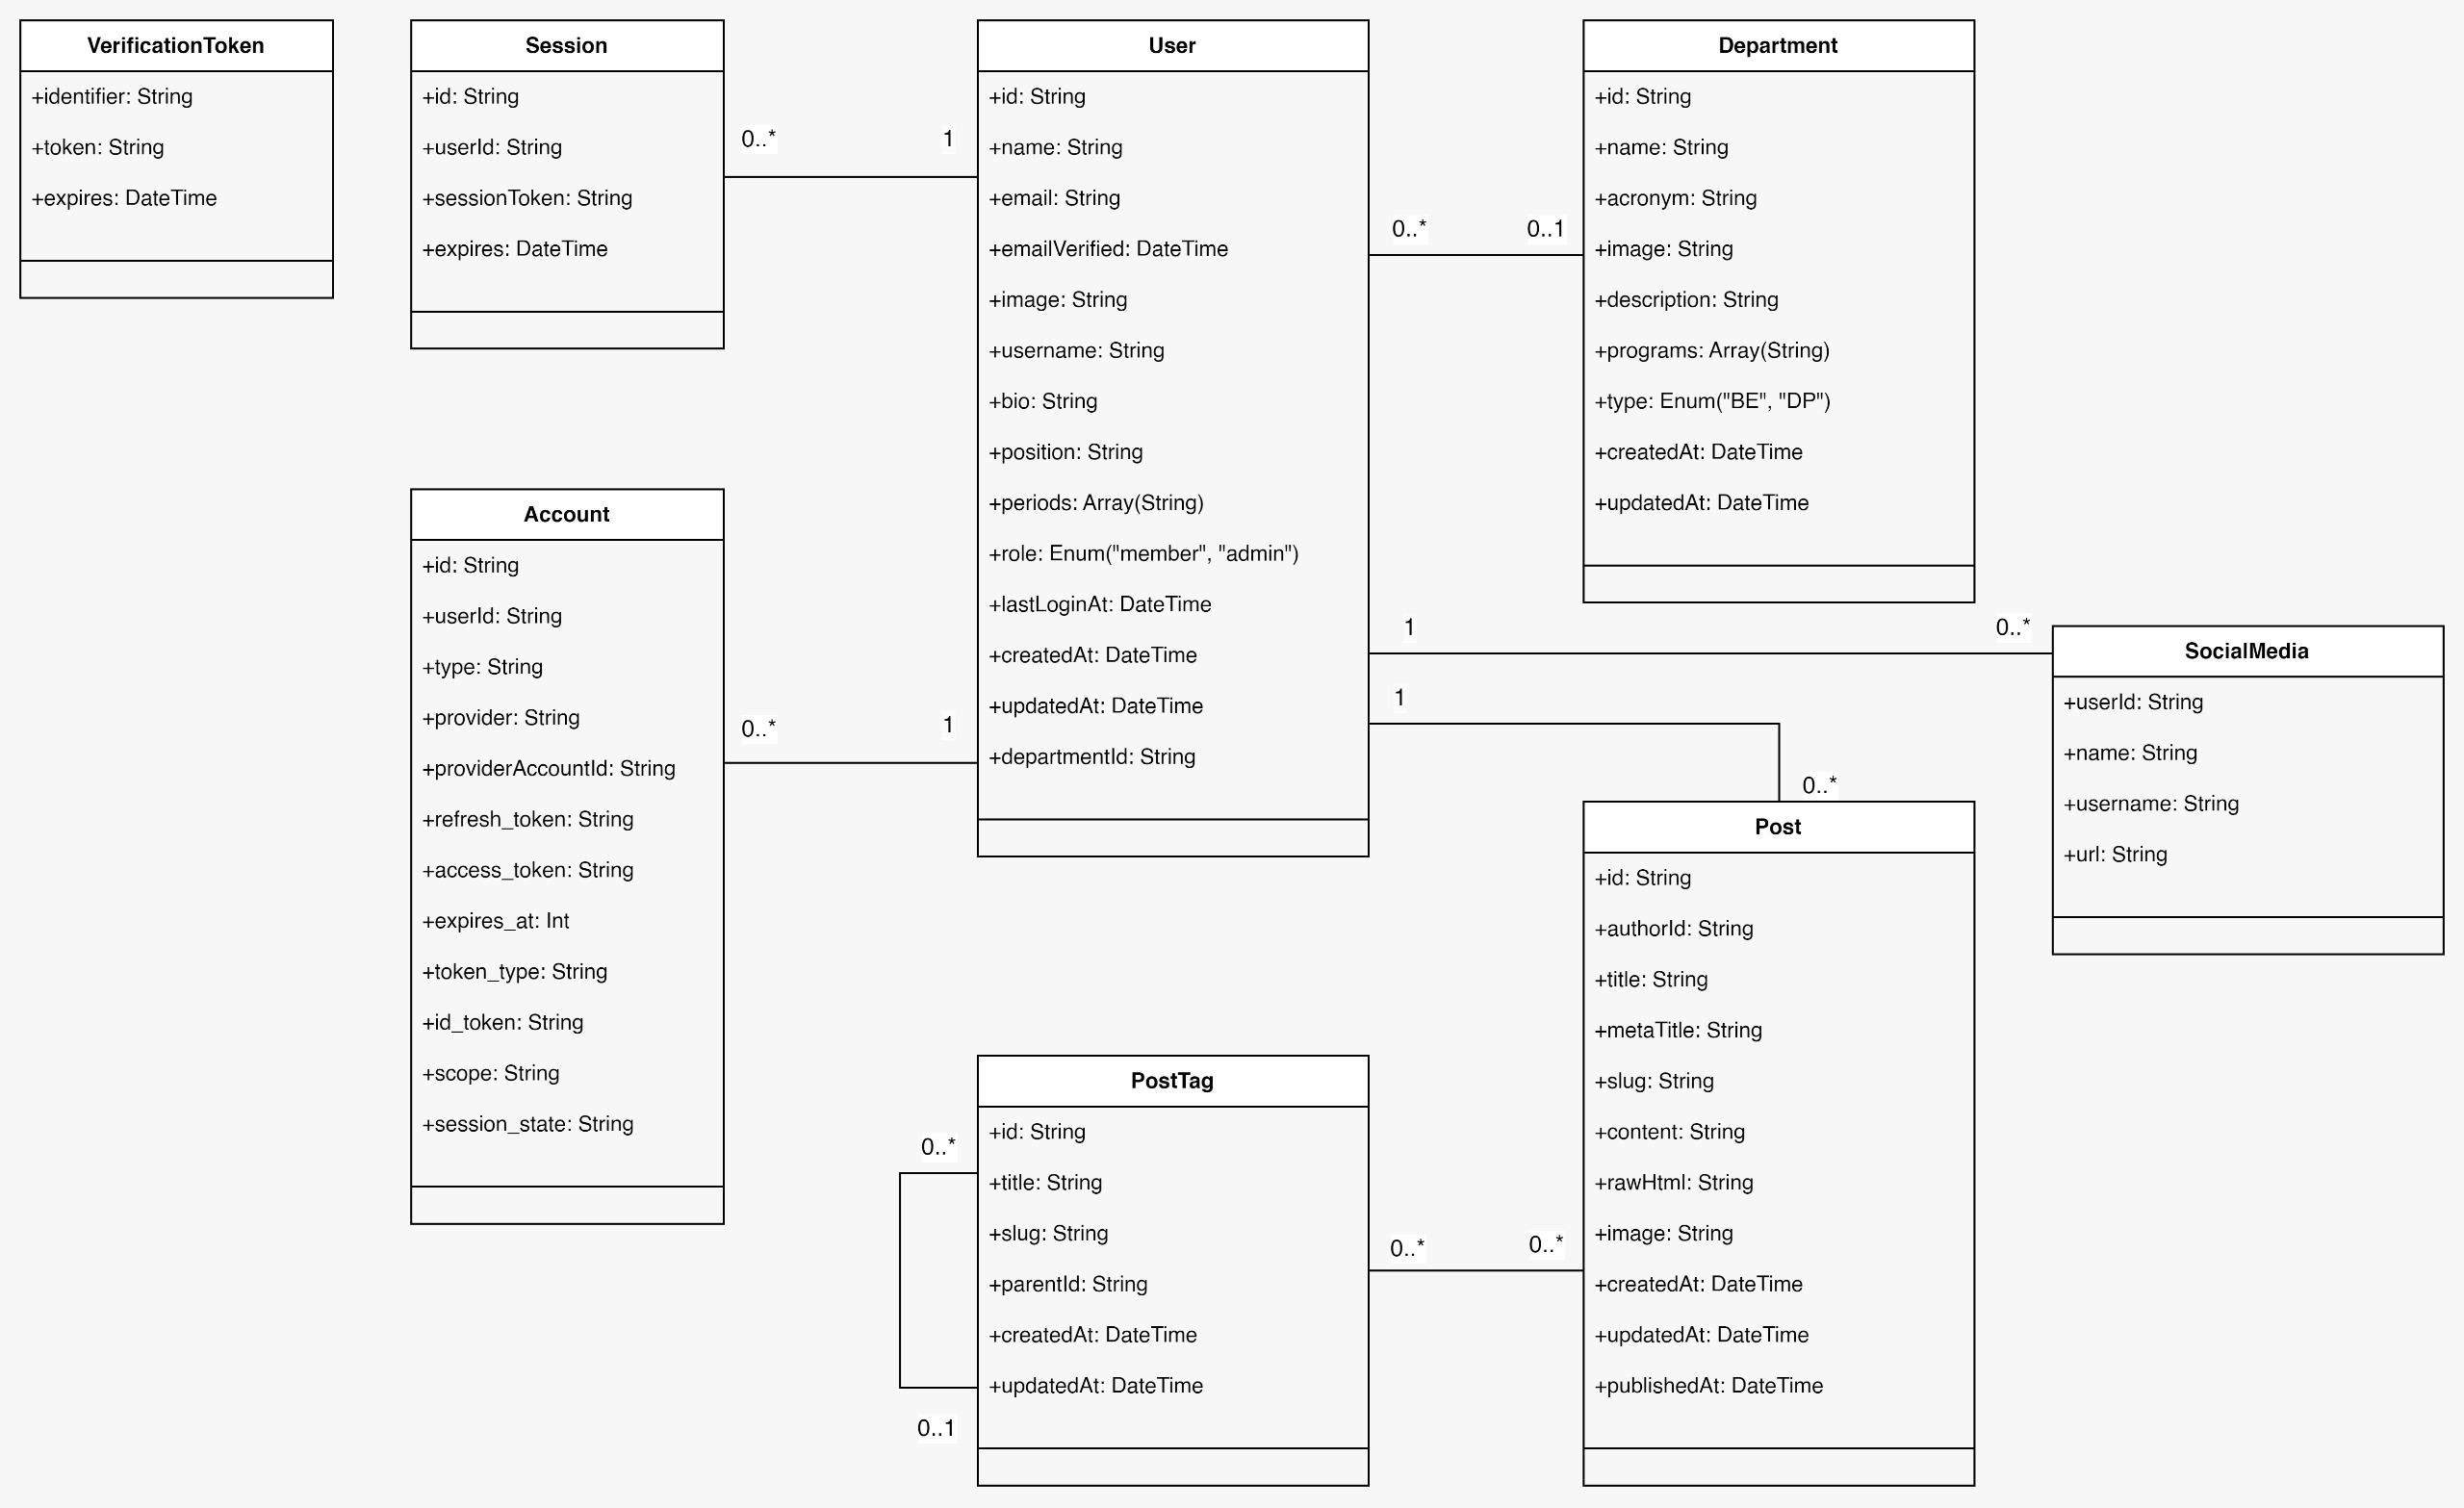 VerificationToken
+identifier: String
+token: String
+expires: DateTime
Session
+id: String
+userId: String
+sessionToken: String
+expires: DateTime
0..*
1
User
+id: String
+name: String
+email: String
+emailVerified: DateTime
+image: String
+username: String
+bio: String
+position: String
+periods: Array(String)
+role: Enum("member", "admin")
+lastLoginAt: DateTime
+createdAt: DateTime
+updatedAt: DateTime
+departmentId: String
0..*
0..1
Department
+id: String
+name: String
+acronym: String
+image: String
+description: String
+programs: Array(String)
+type: Enum("BE", "DP")
+createdAt: DateTime
+updatedAt: DateTime
Account
+id: String
+userId: String
+type: String
+provider: String
+providerAccountId: String
+refresh_token: String
+access_token: String
+expires_at: Int
+token_type: String
+id_token: String
+scope: String
+session_state: String
0..*
1
1
0..*
SocialMedia
+userId: String
+name: String
+username: String
+url: String
1
0..*
Post
+id: String
+authorId: String
+title: String
+metaTitle: String
+slug: String
+content: String
+rawHtml: String
+image: String
+createdAt: DateTime
+updatedAt: DateTime
+publishedAt: DateTime
PostTag
+id: String
+title: String
+slug: String
+parentId: String
+createdAt: DateTime
+updatedAt: DateTime
0..*
0..1
0..*
0..*